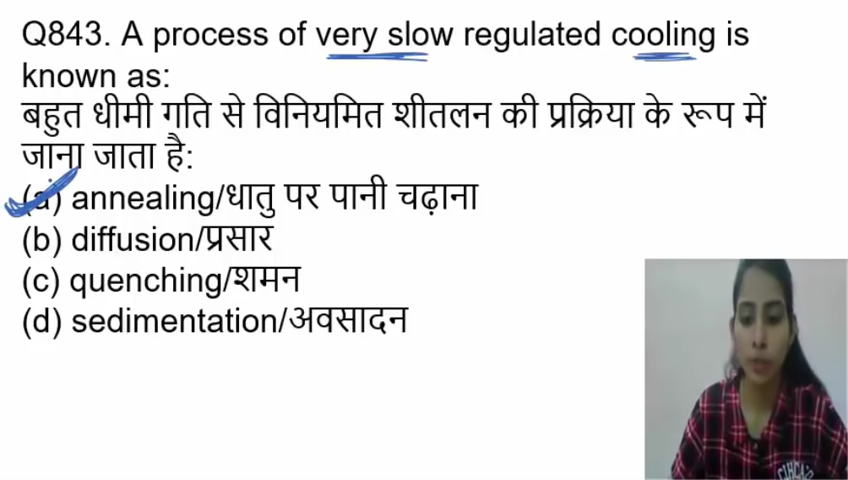 Q843. A process of very slow regulated cooling is
known as:
बहुत धीमी गति से विनियमित शीतलन की प्रक्रिया के रूप में
जाना जाता है:
(a) annealing/धातु पर पानी चढ़ाना
(b) diffusion/प्रसार
(c) quenching/शमन
(d) sedimentation/अवसादन